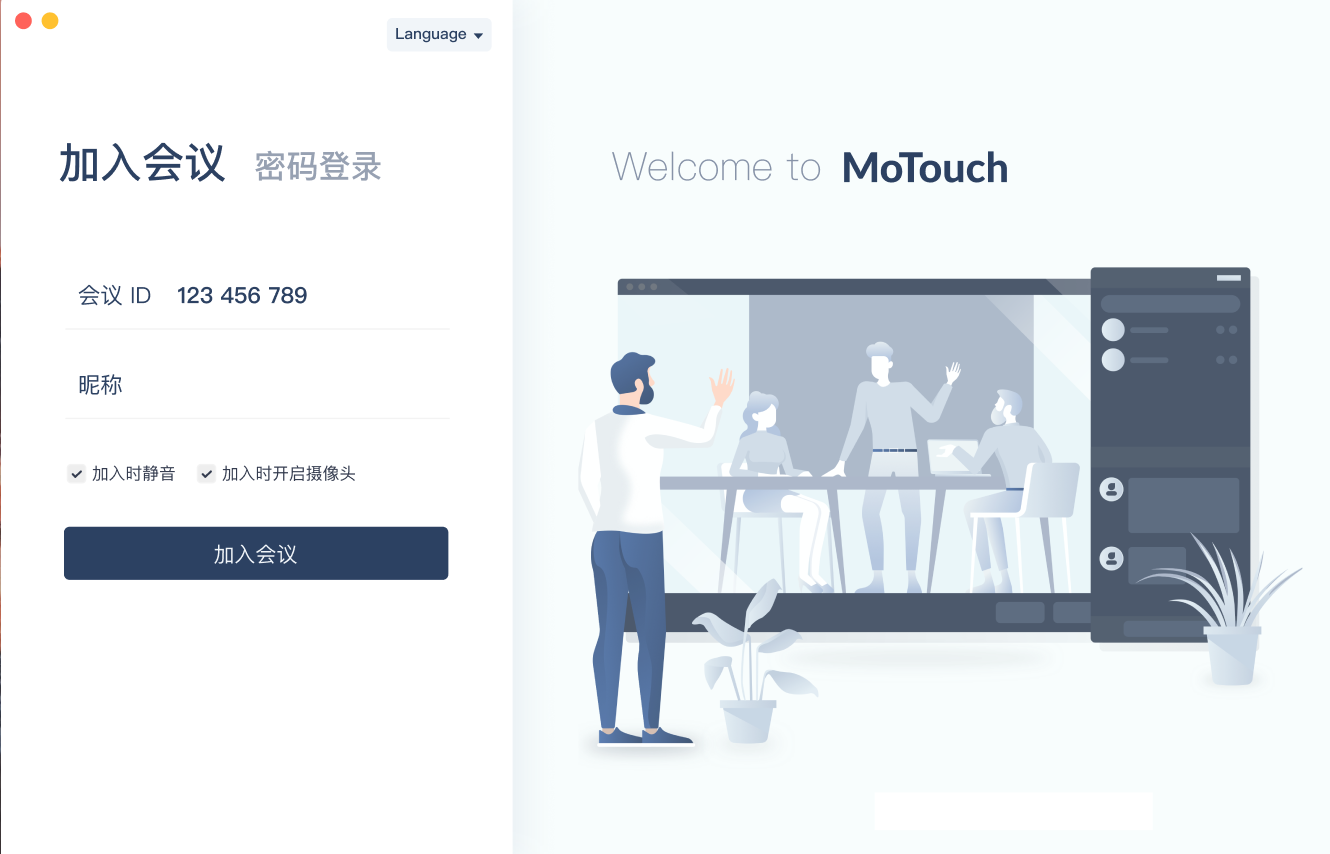 Language
加入会议 密码登录
会议 ID 123 456 789
昵称
加入时静音 加入时开启摄像头
加入会议
Welcome to MoTouch